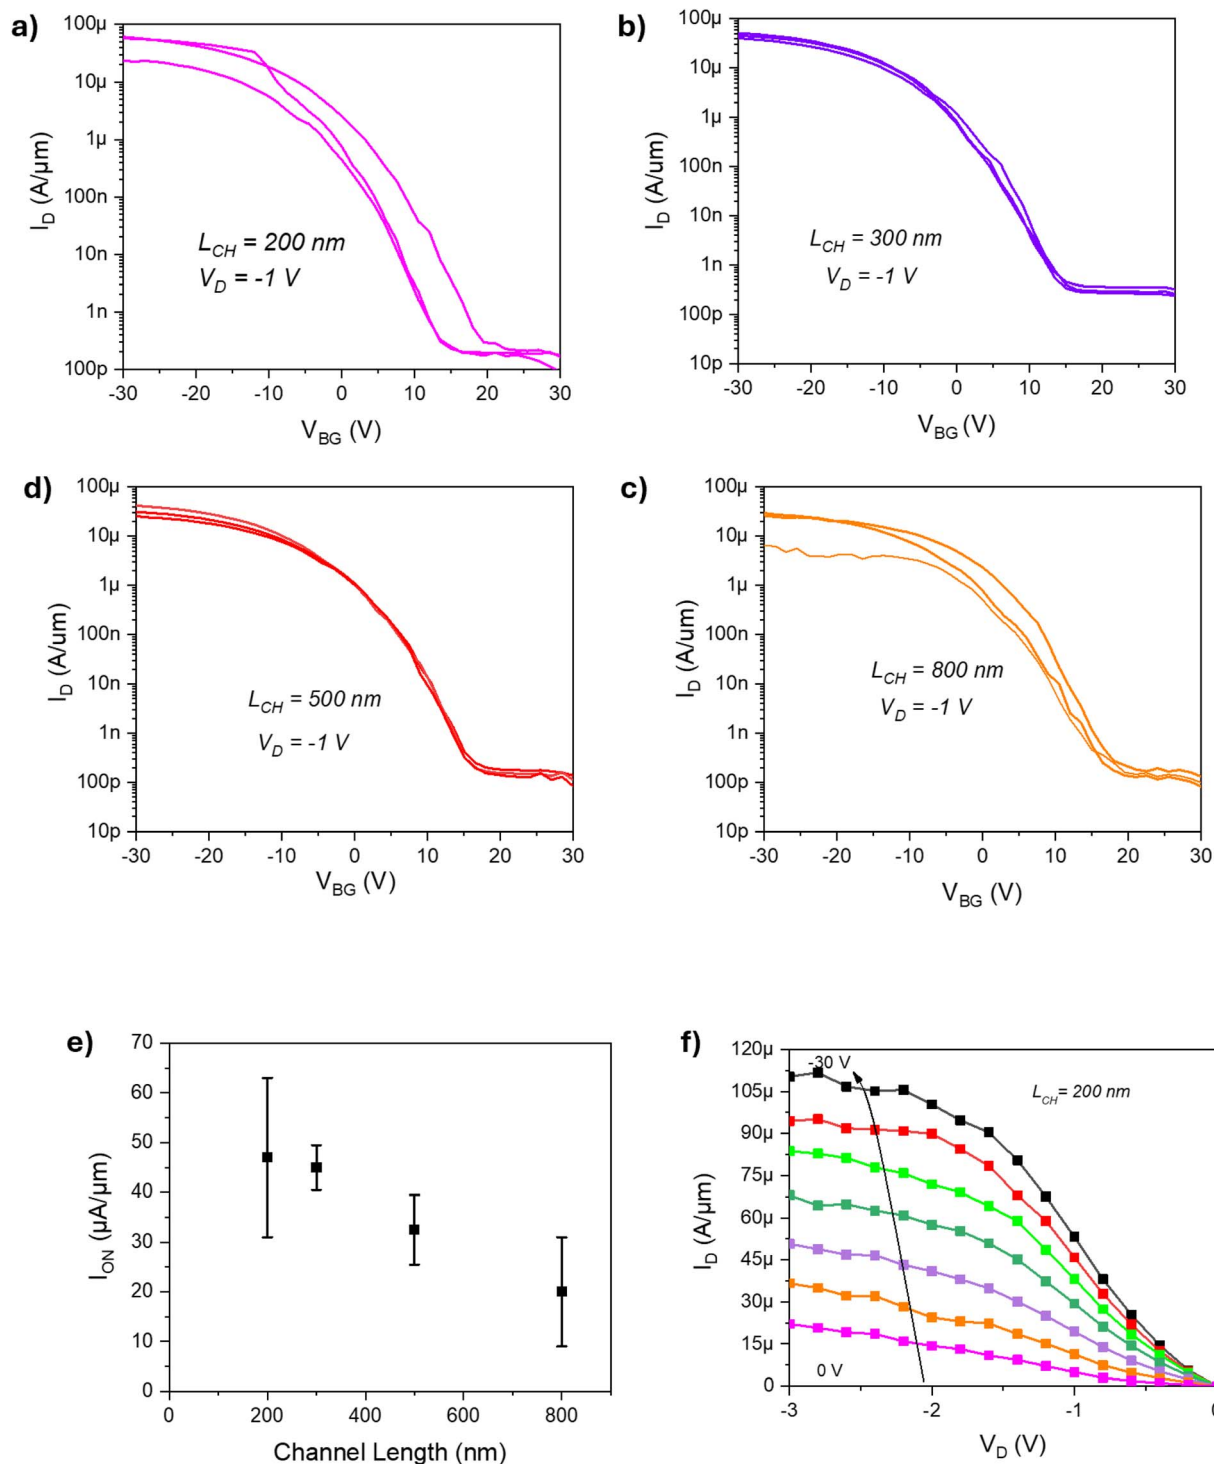 a)
100µ
10µ
1µ
100n
10n
1n
100p
I_D (A/µm)
L_CH = 200 nm
V_D = -1 V
-30 -20 -10 0 10 20 30
V_BG (V)
b)
100µ
10µ
1µ
100n
10n
1n
100p
10p
I_D (A/um)
L_CH = 300 nm
V_D = -1 V
-30 -20 -10 0 10 20 30
V_BG (V)
d)
100µ
10µ
1µ
100n
10n
1n
100p
10p
I_D (A/um)
L_CH = 500 nm
V_D = -1 V
-30 -20 -10 0 10 20 30
V_BG (V)
c)
100µ
10µ
1µ
100n
10n
1n
100p
10p
I_D (A/um)
L_CH = 800 nm
V_D = -1 V
-30 -20 -10 0 10 20 30
V_BG (V)
e)
70
60
50
40
30
20
10
0
I_ON (µA/µm)
0 200 400 600 800
Channel Length (nm)
f)
120µ
105µ
90µ
75µ
60µ
45µ
30µ
15µ
0
I_D (A/µm)
-30 V
L_CH= 200 nm
0 V
-3 -2 -1 0
V_D (V)